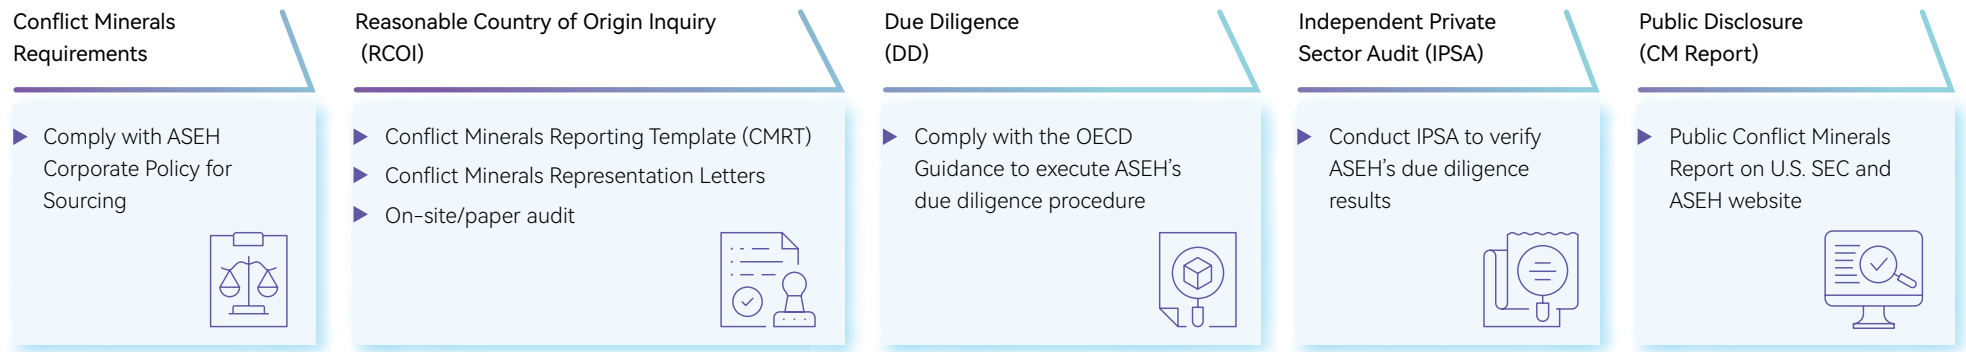 Conflict Minerals
Requirements
Comply with ASEH
Corporate Policy for
Sourcing
Reasonable Country of Origin Inquiry
(RCOI)
Conflict Minerals Reporting Template (CMRT)
Conflict Minerals Representation Letters
On-site/paper audit
Due Diligence
(DD)
Comply with the OECD
Guidance to execute ASEH's
due diligence procedure
Independent Private
Sector Audit (IPSA)
Conduct IPSA to verify
ASEH's due diligence
results
Public Disclosure
(CM Report)
Public Conflict Minerals
Report on U.S. SEC and
ASEH website